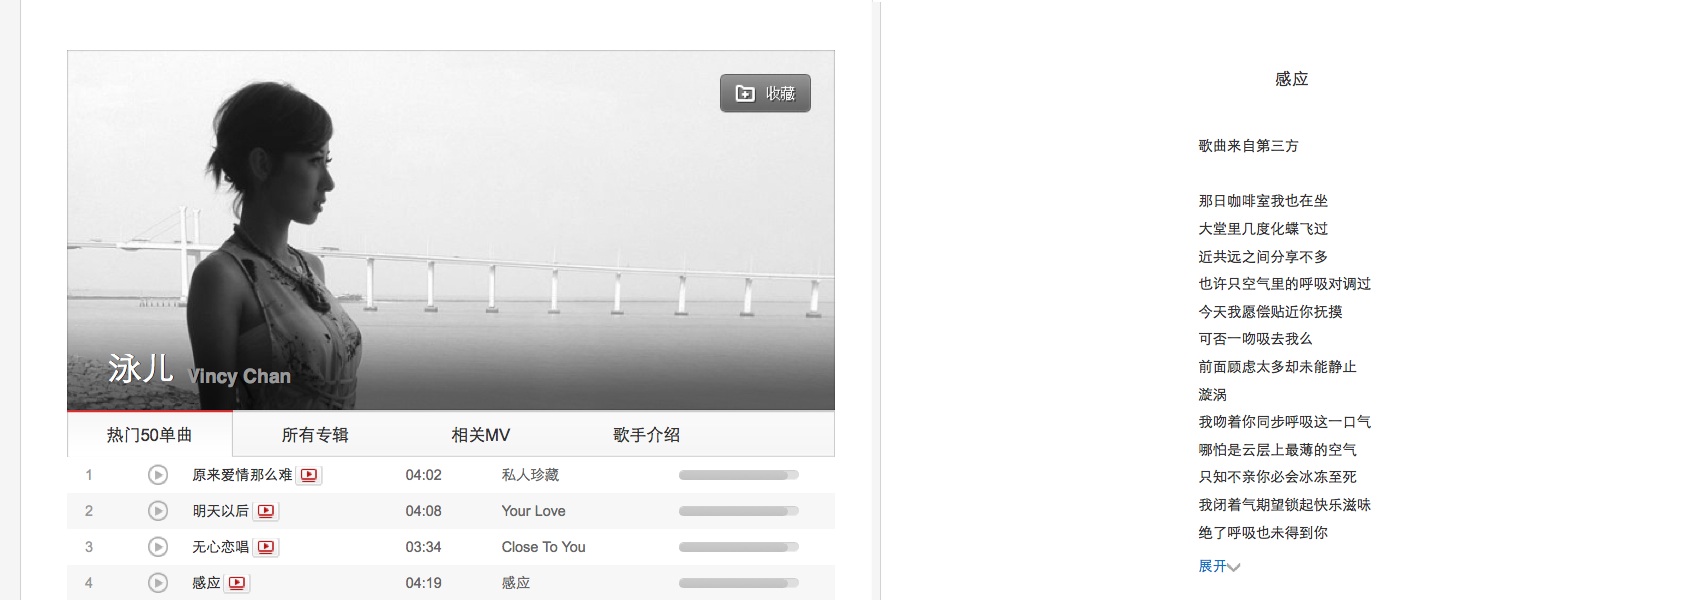 收藏
泳儿 Vincy Chan
热门50单曲 所有专辑 相关MV 歌手介绍
1 原来爱情那么难 04:02 私人珍藏
2 明天以后 04:08 Your Love
3 无心恋唱 03:34 Close To You
4 感应 04:19 感应
感应
歌曲来自第三方
那日咖啡室我也在坐
大堂里几度化蝶飞过
近共远之间分享不多
也许只空气里的呼吸对调过
今天我愿偿贴近你抚摸
可否一吻吸去我么
前面顾虑太多却未能静止
漩涡
我吻着你同步呼吸这一口气
哪怕是云层上最薄的空气
只知不亲你必会冰冻至死
我闭着气期望锁起快乐滋味
绝了呼吸也未得到你
展开